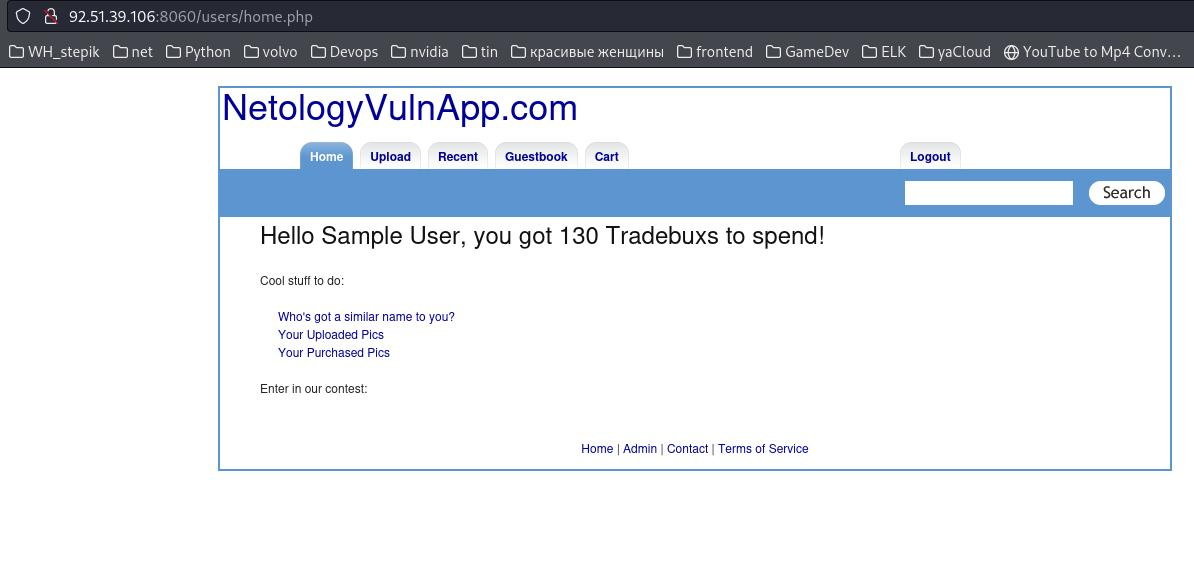 92.51.39.106:8060/users/home.php
WH_stepik net Python volvo Devops nvidia tin красивые женщины frontend GameDev ELK yaCloud YouTube to Mp4 Conv…
NetologyVulnApp.com
Home Upload Recent Guestbook Cart Logout
Search
Hello Sample User, you got 130 Tradebuxs to spend!
Cool stuff to do:
Who's got a similar name to you?
Your Uploaded Pics
Your Purchased Pics
Enter in our contest:
Home | Admin | Contact | Terms of Service